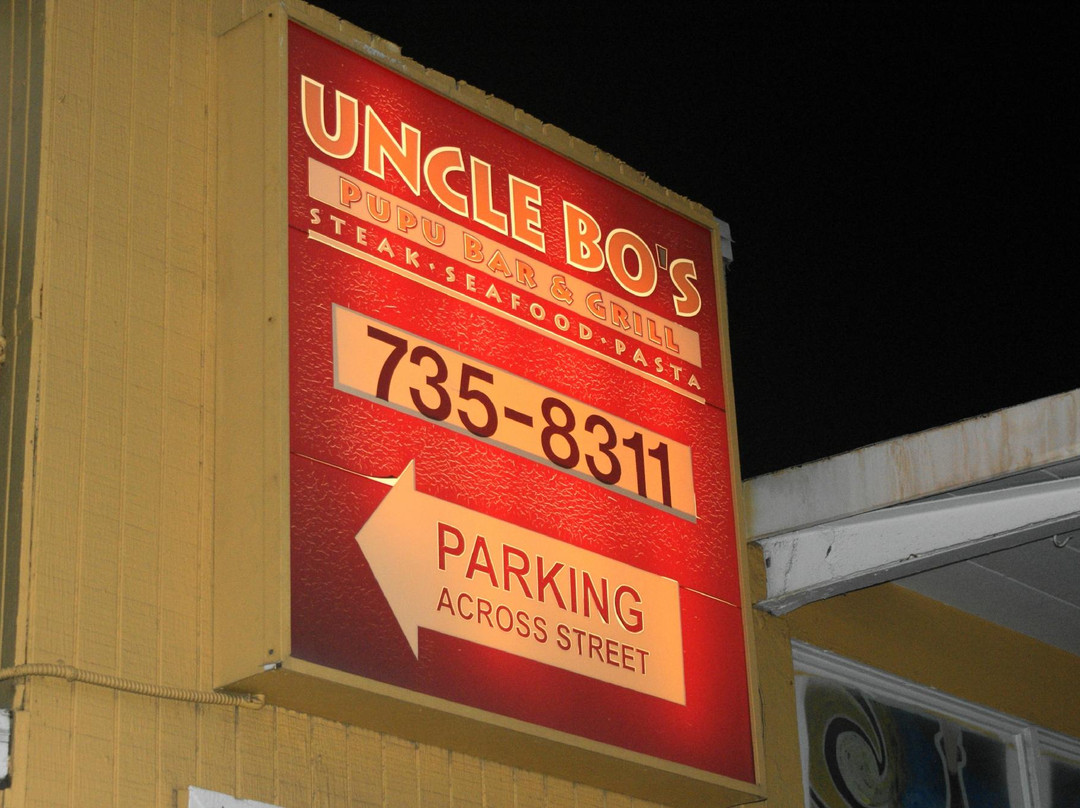 UNCLE BO'S
PUPU BAR & GRILL
STEAK · SEAFOOD · PASTA
735-8311
PARKING
ACROSS STREET